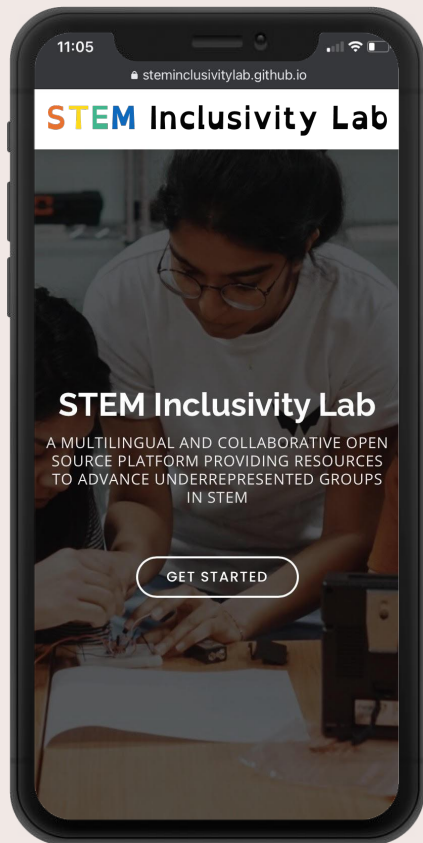 11:05
steminclusivitylab.github.io
STEM Inclusivity Lab
STEM Inclusivity Lab
A MULTILINGUAL AND COLLABORATIVE OPEN
SOURCE PLATFORM PROVIDING RESOURCES
TO ADVANCE UNDERREPRESENTED GROUPS
IN STEM
GET STARTED